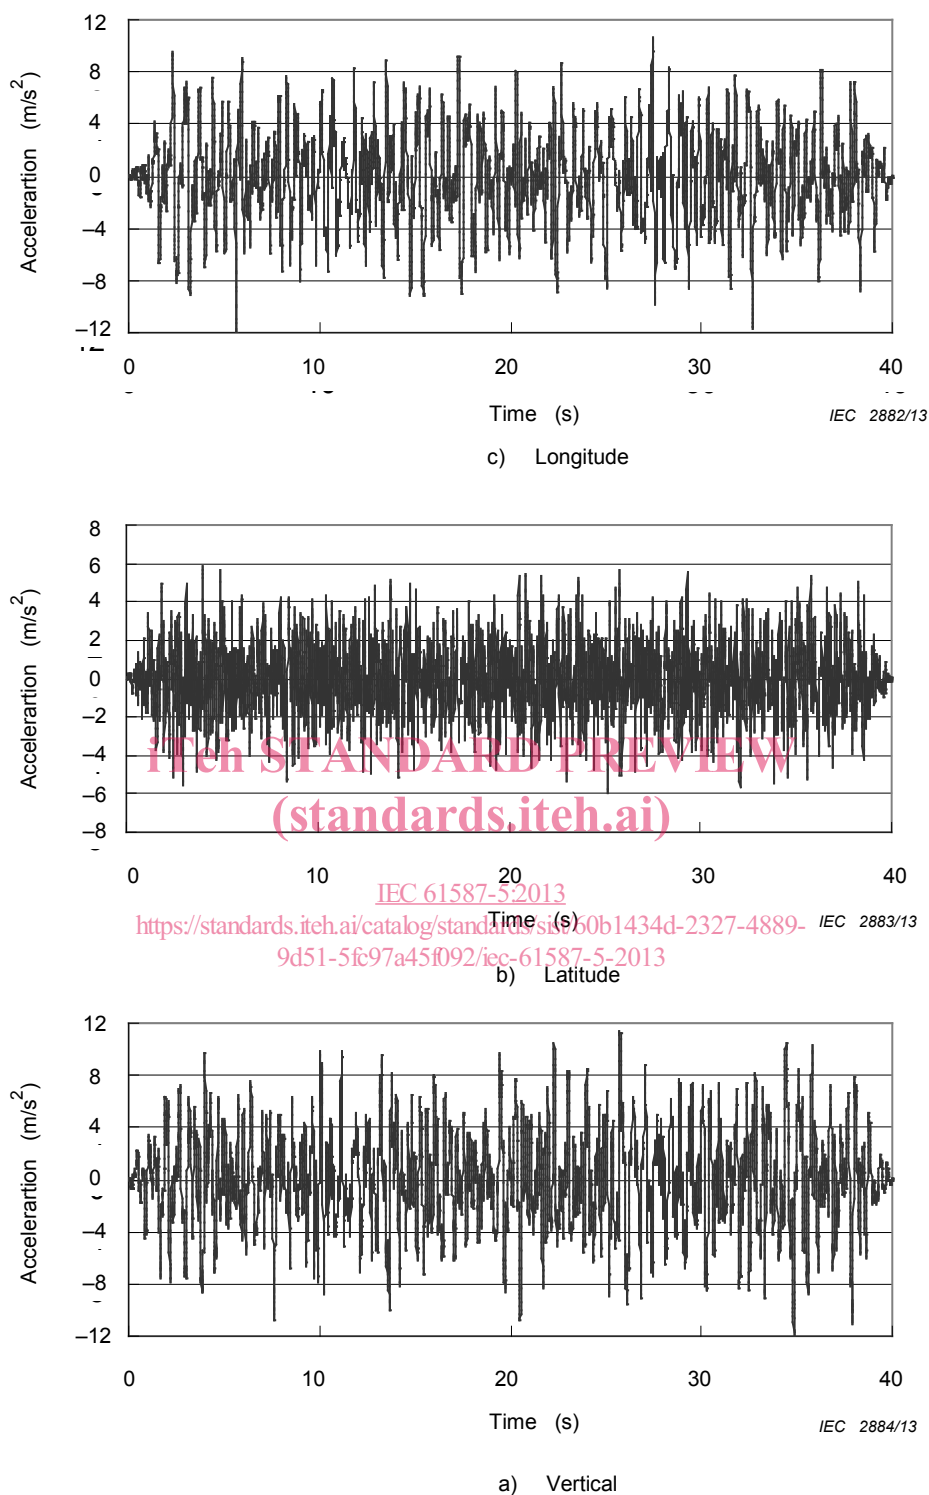 12
8
4
0
–4
–8
–12
Accelerartion (m/s²)
0 10 20 30 40
Time (s)
IEC 2882/13
c) Longitude
8
6
4
2
0
–2
–4
–6
–8
Accelerartion (m/s²)
iTeh STANDARD PREVIEW
(standards.iteh.ai)
0 10 20 30 40
IEC 61587-5:2013
Time (s)
IEC 2883/13
https://standards.iteh.ai/catalog/standards/sist/60b1434d-2327-4889-
9d51-5fc97a45f092/iec-61587-5-2013
b) Latitude
12
8
4
0
–4
–8
–12
Accelerartion (m/s²)
0 10 20 30 40
Time (s)
IEC 2884/13
a) Vertical